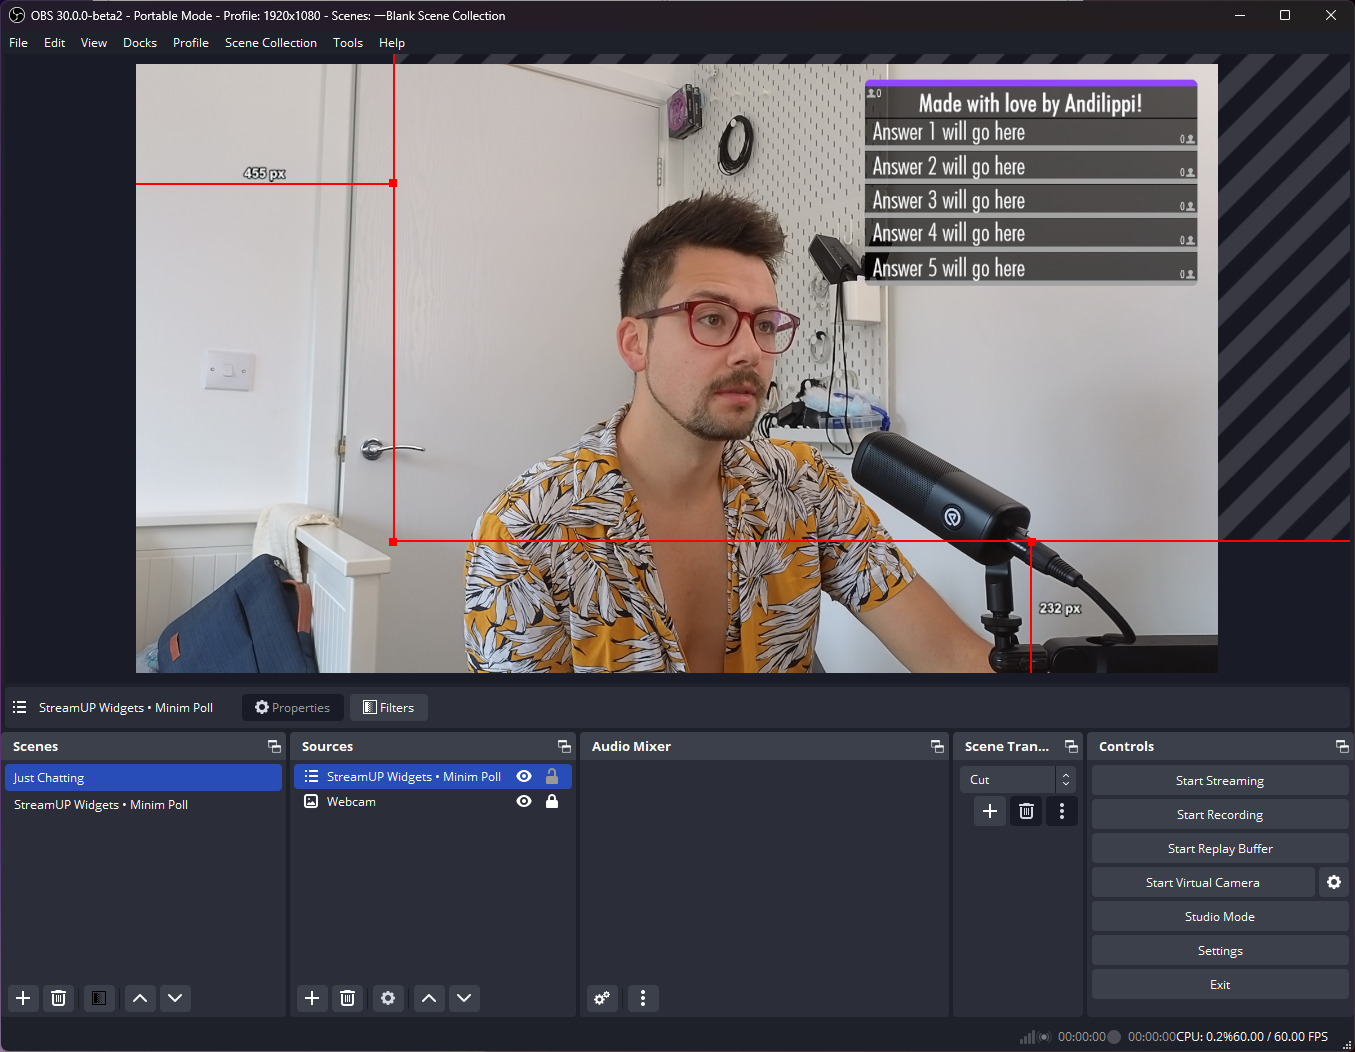 OBS 30.0.0-beta2 - Portable Mode - Profile: 1920x1080 - Scenes: —Blank Scene Collection
File Edit View Docks Profile Scene Collection Tools Help
455 px
0
Made with love by Andilippi!
Answer 1 will go here
0
Answer 2 will go here
0
Answer 3 will go here
0
Answer 4 will go here
0
Answer 5 will go here
0
232 px
StreamUP Widgets • Minim Poll Properties Filters
Scenes
Just Chatting
StreamUP Widgets • Minim Poll
Sources
StreamUP Widgets • Minim Poll
Webcam
Audio Mixer
Scene Tran...
Cut
Controls
Start Streaming
Start Recording
Start Replay Buffer
Start Virtual Camera
Studio Mode
Settings
Exit
00:00:00 00:00:00 CPU: 0.2% 60.00 / 60.00 FPS